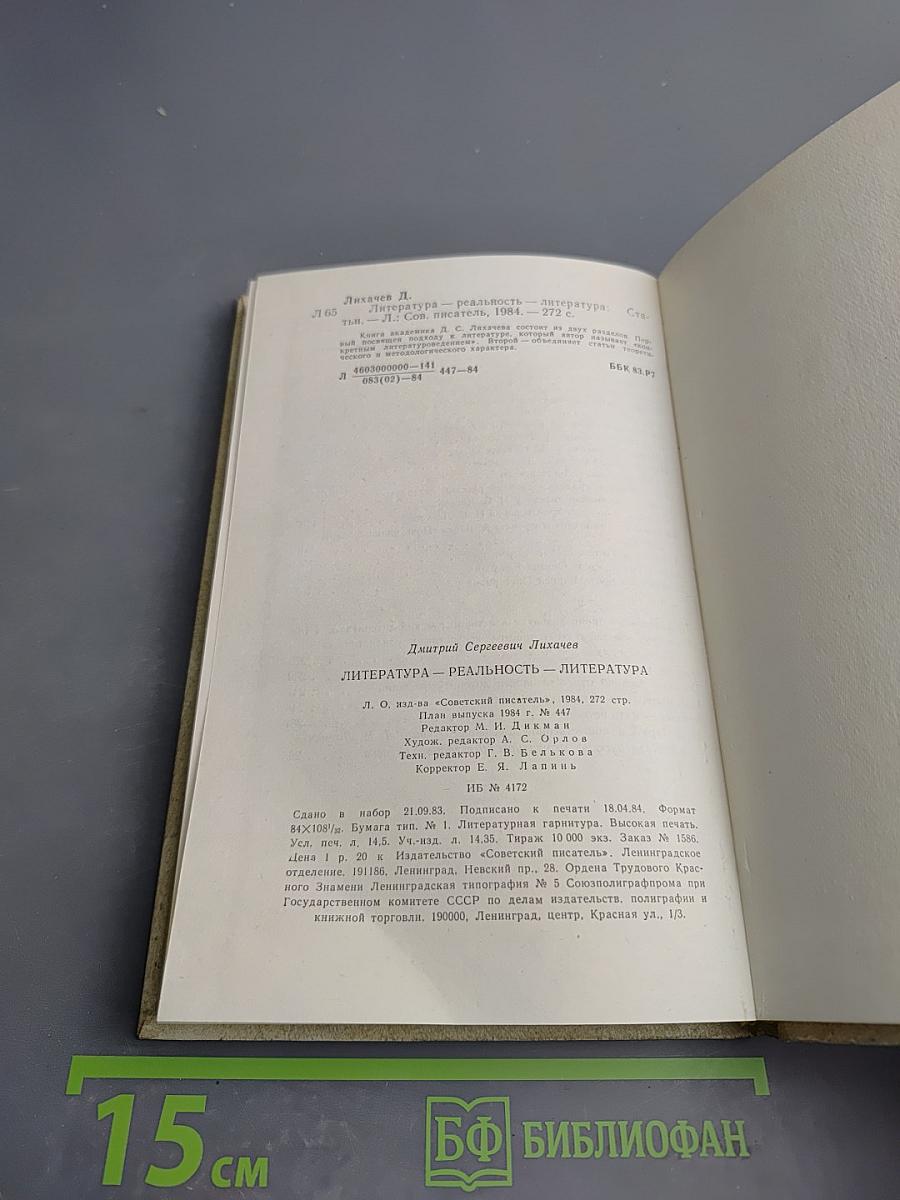 Лихачев Д.
Л 65 Литература — реальность — литература: Ста-
тьи. — Л.: Сов. писатель, 1984. — 272 с.
Книга академика Д. С. Лихачева состоит из двух разделов. Пер-
вый посвящен подходу к литературе, который автор называет «кон-
кретным литературоведением». Второй — объединяет статьи теорети-
ческого и методологического характера.
Л 4603000000—141 447—84 ББК 83.Р7
083(02)—84
Дмитрий Сергеевич Лихачев
ЛИТЕРАТУРА — РЕАЛЬНОСТЬ — ЛИТЕРАТУРА
Л. О. изд-ва «Советский писатель», 1984, 272 стр.
План выпуска 1984 г. № 447
Редактор М. И. Дикман
Худож. редактор А. С. Орлов
Техн. редактор Г. В. Белькова
Корректор Е. Я. Лапинь
ИБ № 4172
Сдано в набор 21.09.83. Подписано к печати 18.04.84. Формат
84×108¹/₃₂. Бумага тип. № 1. Литературная гарнитура. Высокая печать.
Усл. печ. л. 14,5. Уч.-изд. л. 14.35. Тираж 10 000 экз. Заказ № 1586.
Цена 1 р. 20 к Издательство «Советский писатель». Ленинградское
отделение. 191186, Ленинград, Невский пр., 28. Ордена Трудового Крас-
ного Знамени Ленинградская типография № 5 Союзполиграфпрома при
Государственном комитете СССР по делам издательств, полиграфии и
книжной торговли. 190000, Ленинград, центр, Красная ул., 1/3.
15 см
БФ БИБЛИОФАН